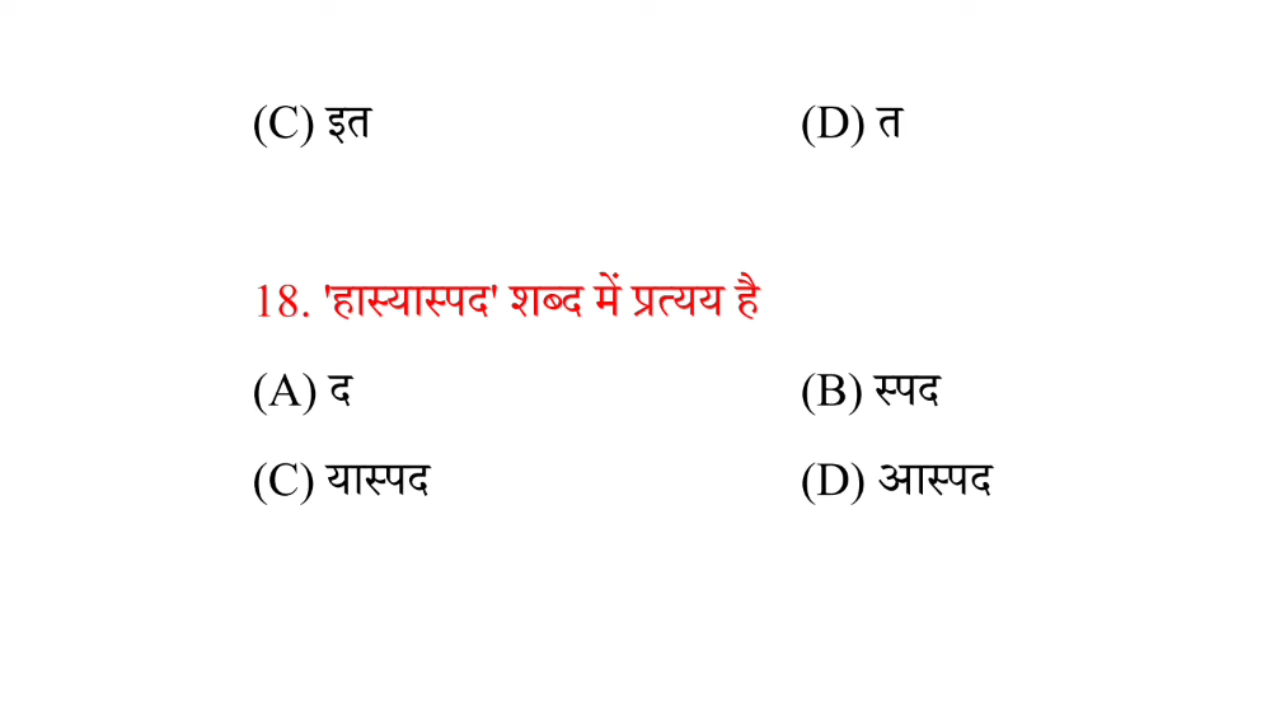 (C) इत (D) त
18. 'हास्यास्पद' शब्द में प्रत्यय है
(A) द (B) स्पद
(C) यास्पद (D) आस्पद